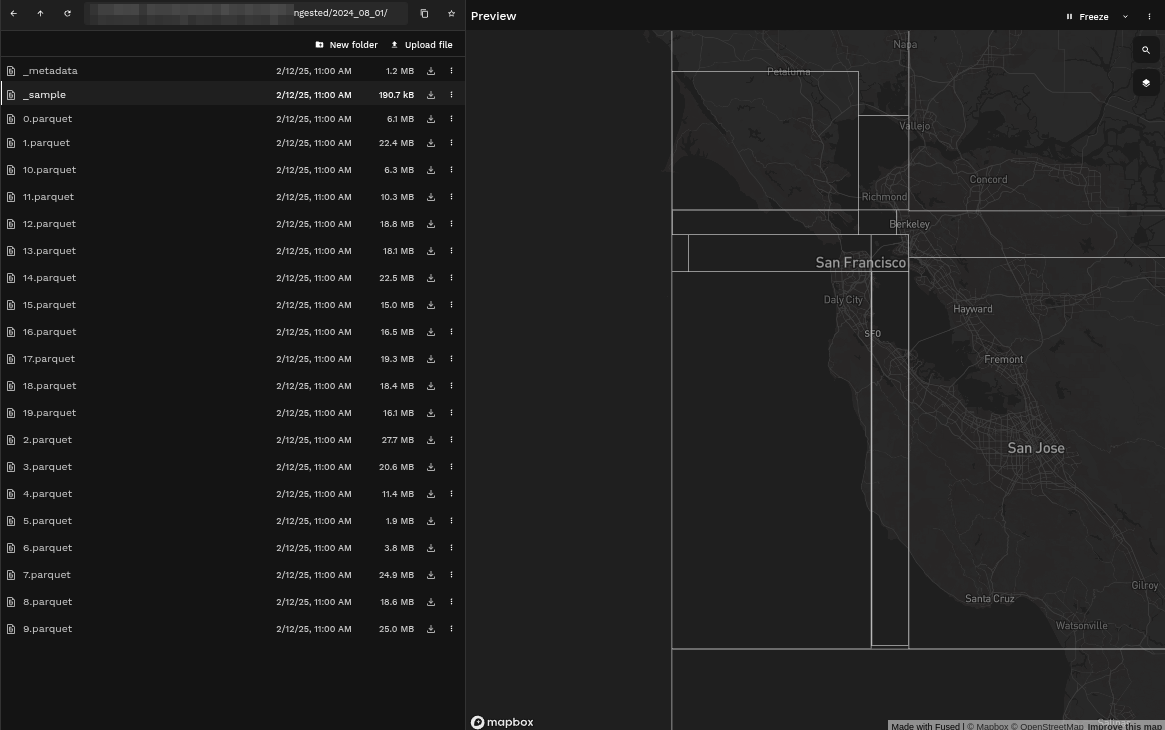 ngested/2024_08_01/
New folder
Upload file
_metadata 2/12/25, 11:00 AM 1.2 MB
_sample 2/12/25, 11:00 AM 190.7 kB
0.parquet 2/12/25, 11:00 AM 6.1 MB
1.parquet 2/12/25, 11:00 AM 22.4 MB
10.parquet 2/12/25, 11:00 AM 6.3 MB
11.parquet 2/12/25, 11:00 AM 10.3 MB
12.parquet 2/12/25, 11:00 AM 18.8 MB
13.parquet 2/12/25, 11:00 AM 18.1 MB
14.parquet 2/12/25, 11:00 AM 22.5 MB
15.parquet 2/12/25, 11:00 AM 15.0 MB
16.parquet 2/12/25, 11:00 AM 16.5 MB
17.parquet 2/12/25, 11:00 AM 19.3 MB
18.parquet 2/12/25, 11:00 AM 18.4 MB
19.parquet 2/12/25, 11:00 AM 16.1 MB
2.parquet 2/12/25, 11:00 AM 27.7 MB
3.parquet 2/12/25, 11:00 AM 20.6 MB
4.parquet 2/12/25, 11:00 AM 11.4 MB
5.parquet 2/12/25, 11:00 AM 1.9 MB
6.parquet 2/12/25, 11:00 AM 3.8 MB
7.parquet 2/12/25, 11:00 AM 24.9 MB
8.parquet 2/12/25, 11:00 AM 18.6 MB
9.parquet 2/12/25, 11:00 AM 25.0 MB
Preview
Freeze
Napa
Petaluma
Vallejo
Concord
Richmond
Berkeley
San Francisco
Daly City
Hayward
SFO
Fremont
San Jose
Gilroy
Santa Cruz
Watsonville
mapbox
Made with Fused | © Mapbox © OpenStreetMap Improve this map